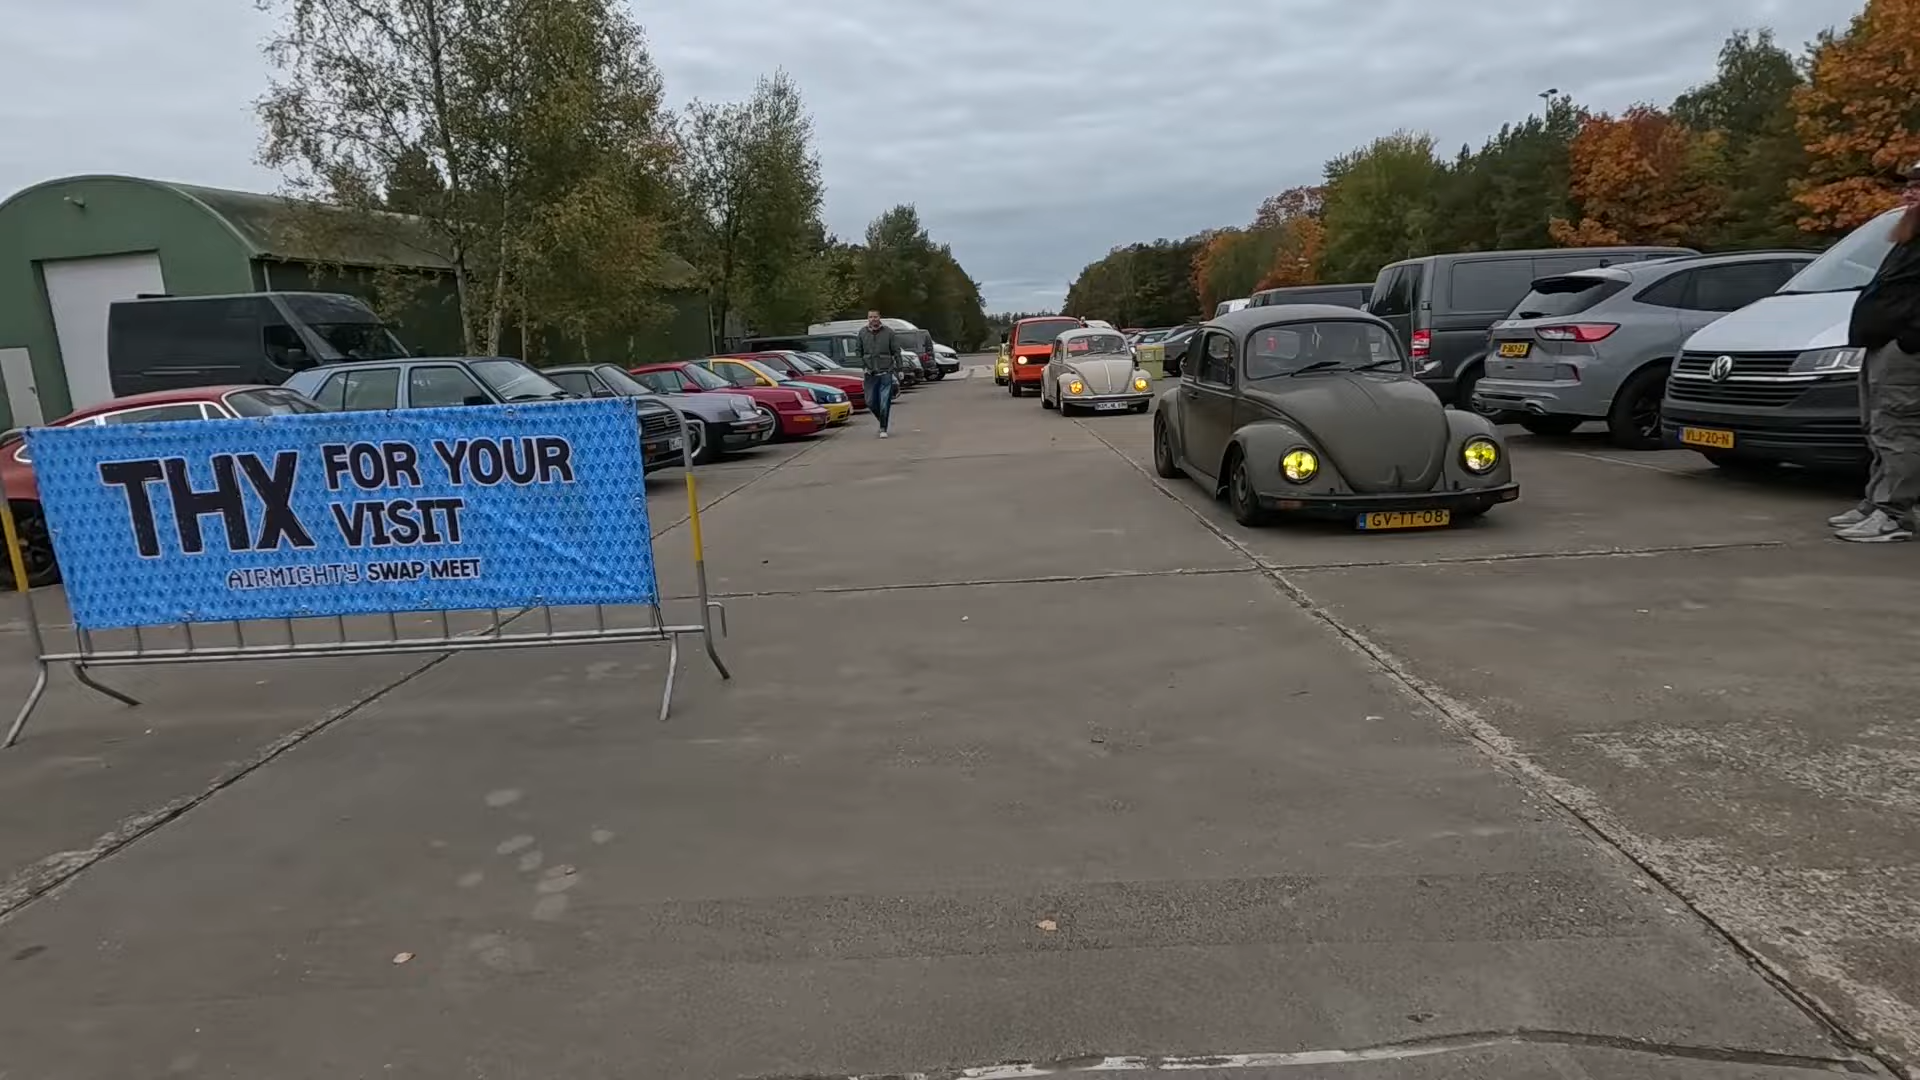 THX FOR YOUR
VISIT
AIRMIGHTY SWAP MEET
GV-TT-08
VLJ-20-N